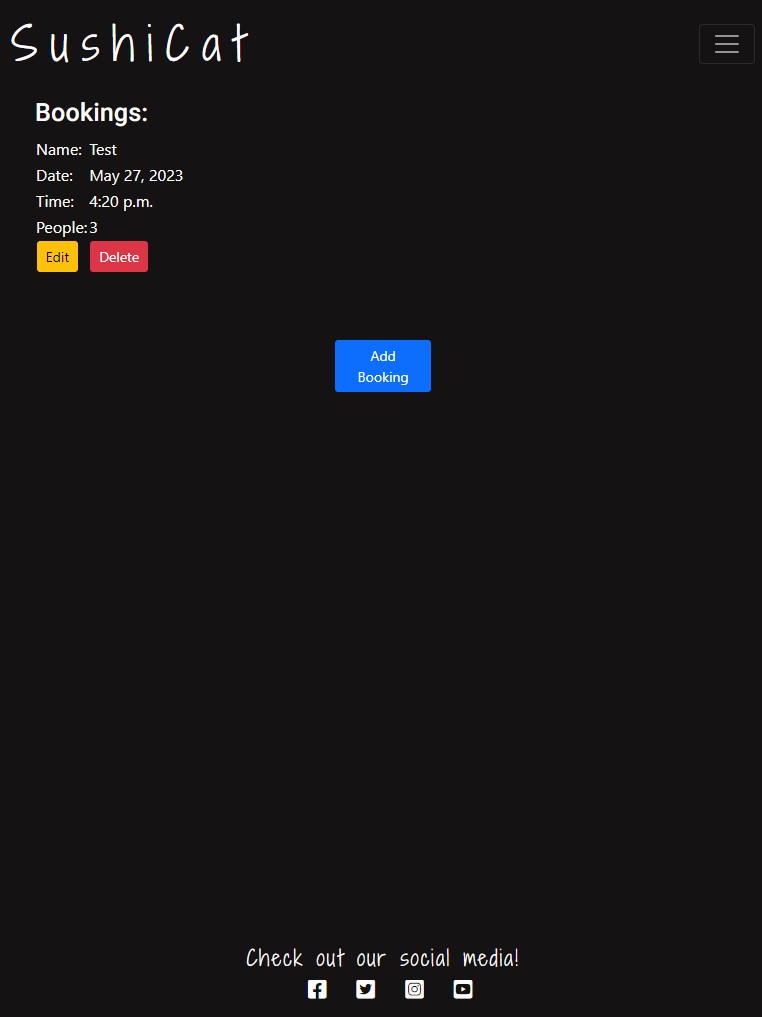 SushiCat
Bookings:
Name: Test
Date: May 27, 2023
Time: 4:20 p.m.
People: 3
Edit Delete
Add
Booking
Check out our social media!